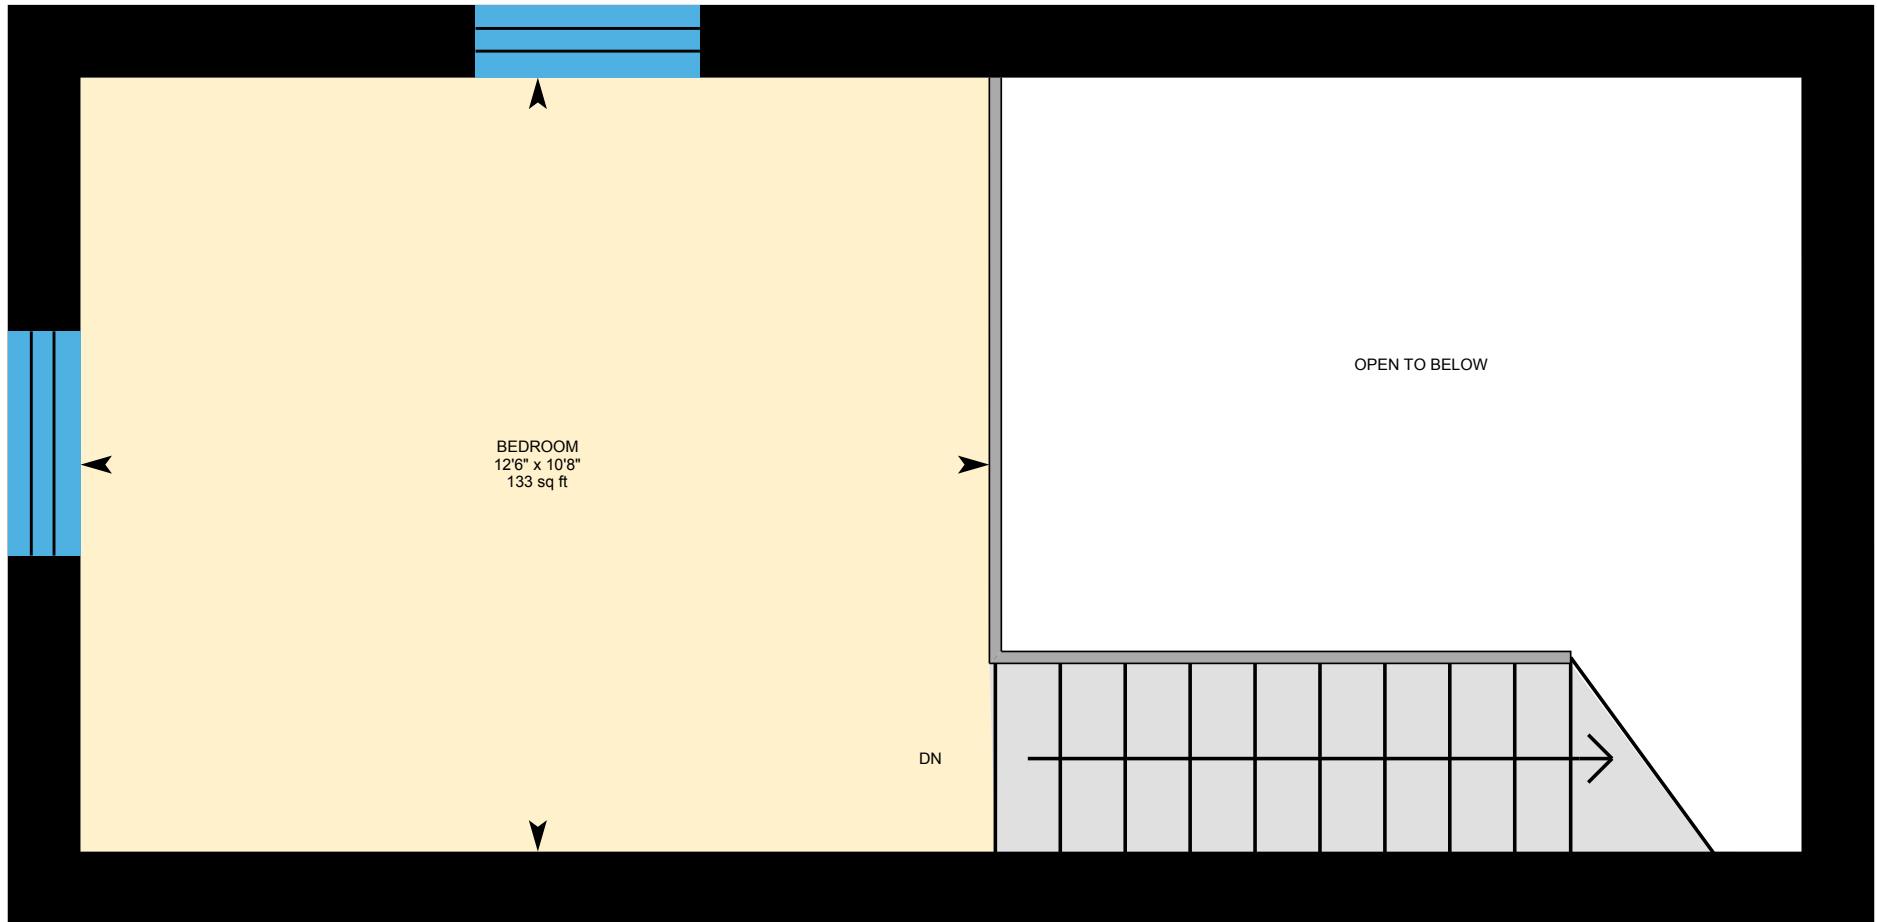 OPEN TO BELOW
BEDROOM
12'6" x 10'8"
133 sq ft
DN